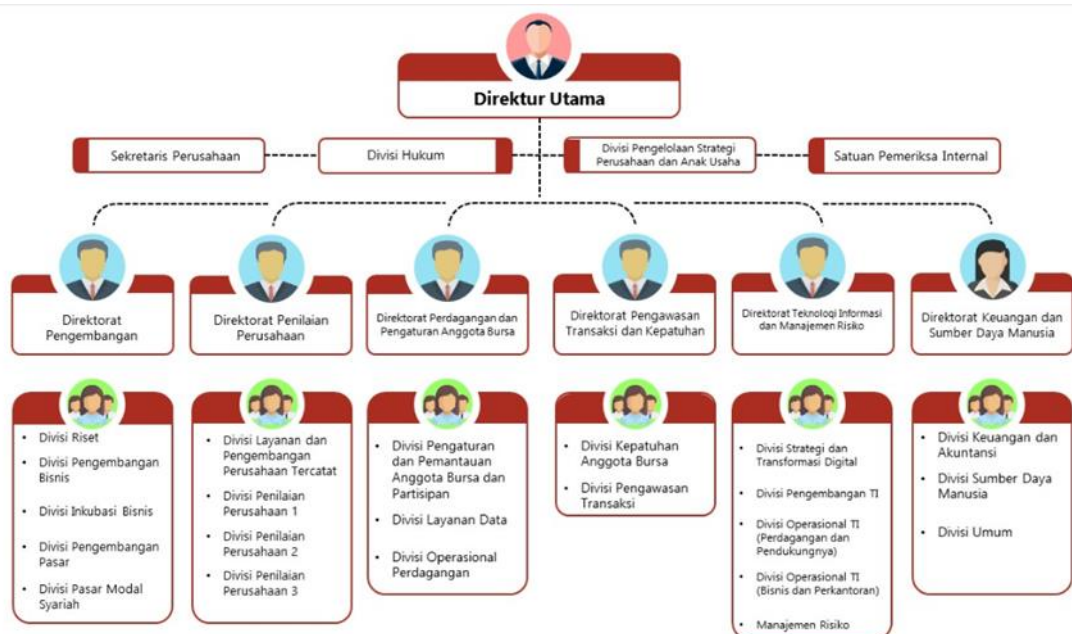 Direktur Utama
Sekretaris Perusahaan
Divisi Hukum
Divisi Pengelolaan Strategi
Perusahaan dan Anak Usaha
Satuan Pemeriksa Internal
Direktorat
Pengembangan
Direktorat Penilaian
Perusahaan
Direktorat Perdagangan dan
Pengaturan Anggota Bursa
Direktorat Pengawasan
Transaksi dan Kepatuhan
Direktorat Teknologi Informasi
dan Manajemen Risiko
Direktorat Keuangan dan
Sumber Daya Manusia
• Divisi Riset
• Divisi Pengembangan
Bisnis
• Divisi Inkubasi Bisnis
• Divisi Pengembangan
Pasar
• Divisi Pasar Modal
Syariah
• Divisi Layanan dan
Pengembangan
Perusahaan Tercatat
• Divisi Penilaian
Perusahaan 1
• Divisi Penilaian
Perusahaan 2
• Divisi Penilaian
Perusahaan 3
• Divisi Pengaturan
dan Pemantauan
Anggota Bursa dan
Partisipan
• Divisi Layanan Data
• Divisi Operasional
Perdagangan
• Divisi Kepatuhan
Anggota Bursa
• Divisi Pengawasan
Transaksi
• Divisi Strategi dan
Transformasi Digital
• Divisi Pengembangan TI
• Divisi Operasional TI
(Perdagangan dan
Pendukungnya)
• Divisi Operasional TI
(Bisnis dan Perkantoran)
• Manajemen Risiko
• Divisi Keuangan dan
Akuntansi
• Divisi Sumber Daya
Manusia
• Divisi Umum